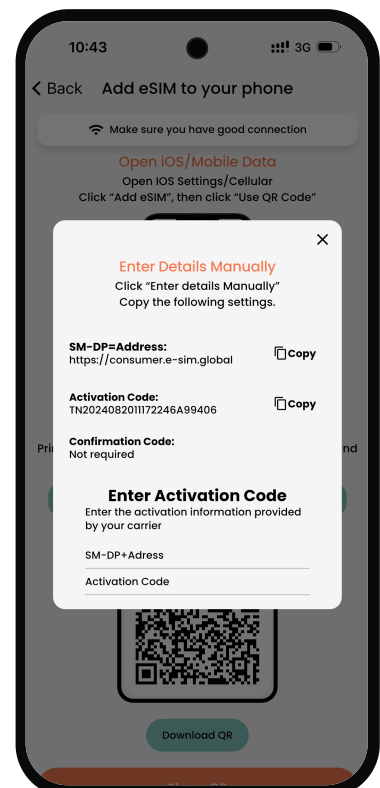 10:43
3G
Back
Add eSIM to your phone
Make sure you have good connection
Open iOS/Mobile Data
Open IOS Settings/Cellular
Click “Add eSIM”, then click “Use QR Code”
Enter Details Manually
Click “Enter details Manually”
Copy the following settings.
SM-DP=Address:
https://consumer.e-sim.global
Copy
Activation Code:
TN2024082011172246A99406
Copy
Confirmation Code:
Not required
Enter Activation Code
Enter the activation information provided
by your carrier
SM-DP+Adress
Activation Code
Download QR